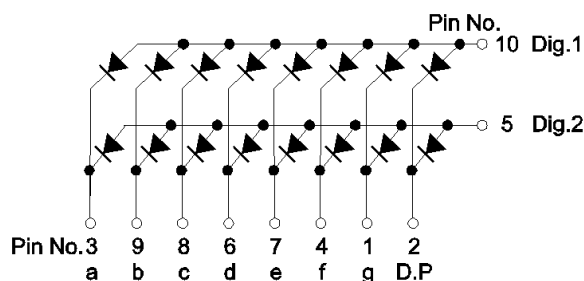 Pin No.
10 Dig.1
5 Dig.2
Pin No.3 9 8 6 7 4 1 2
a b c d e f g D.P